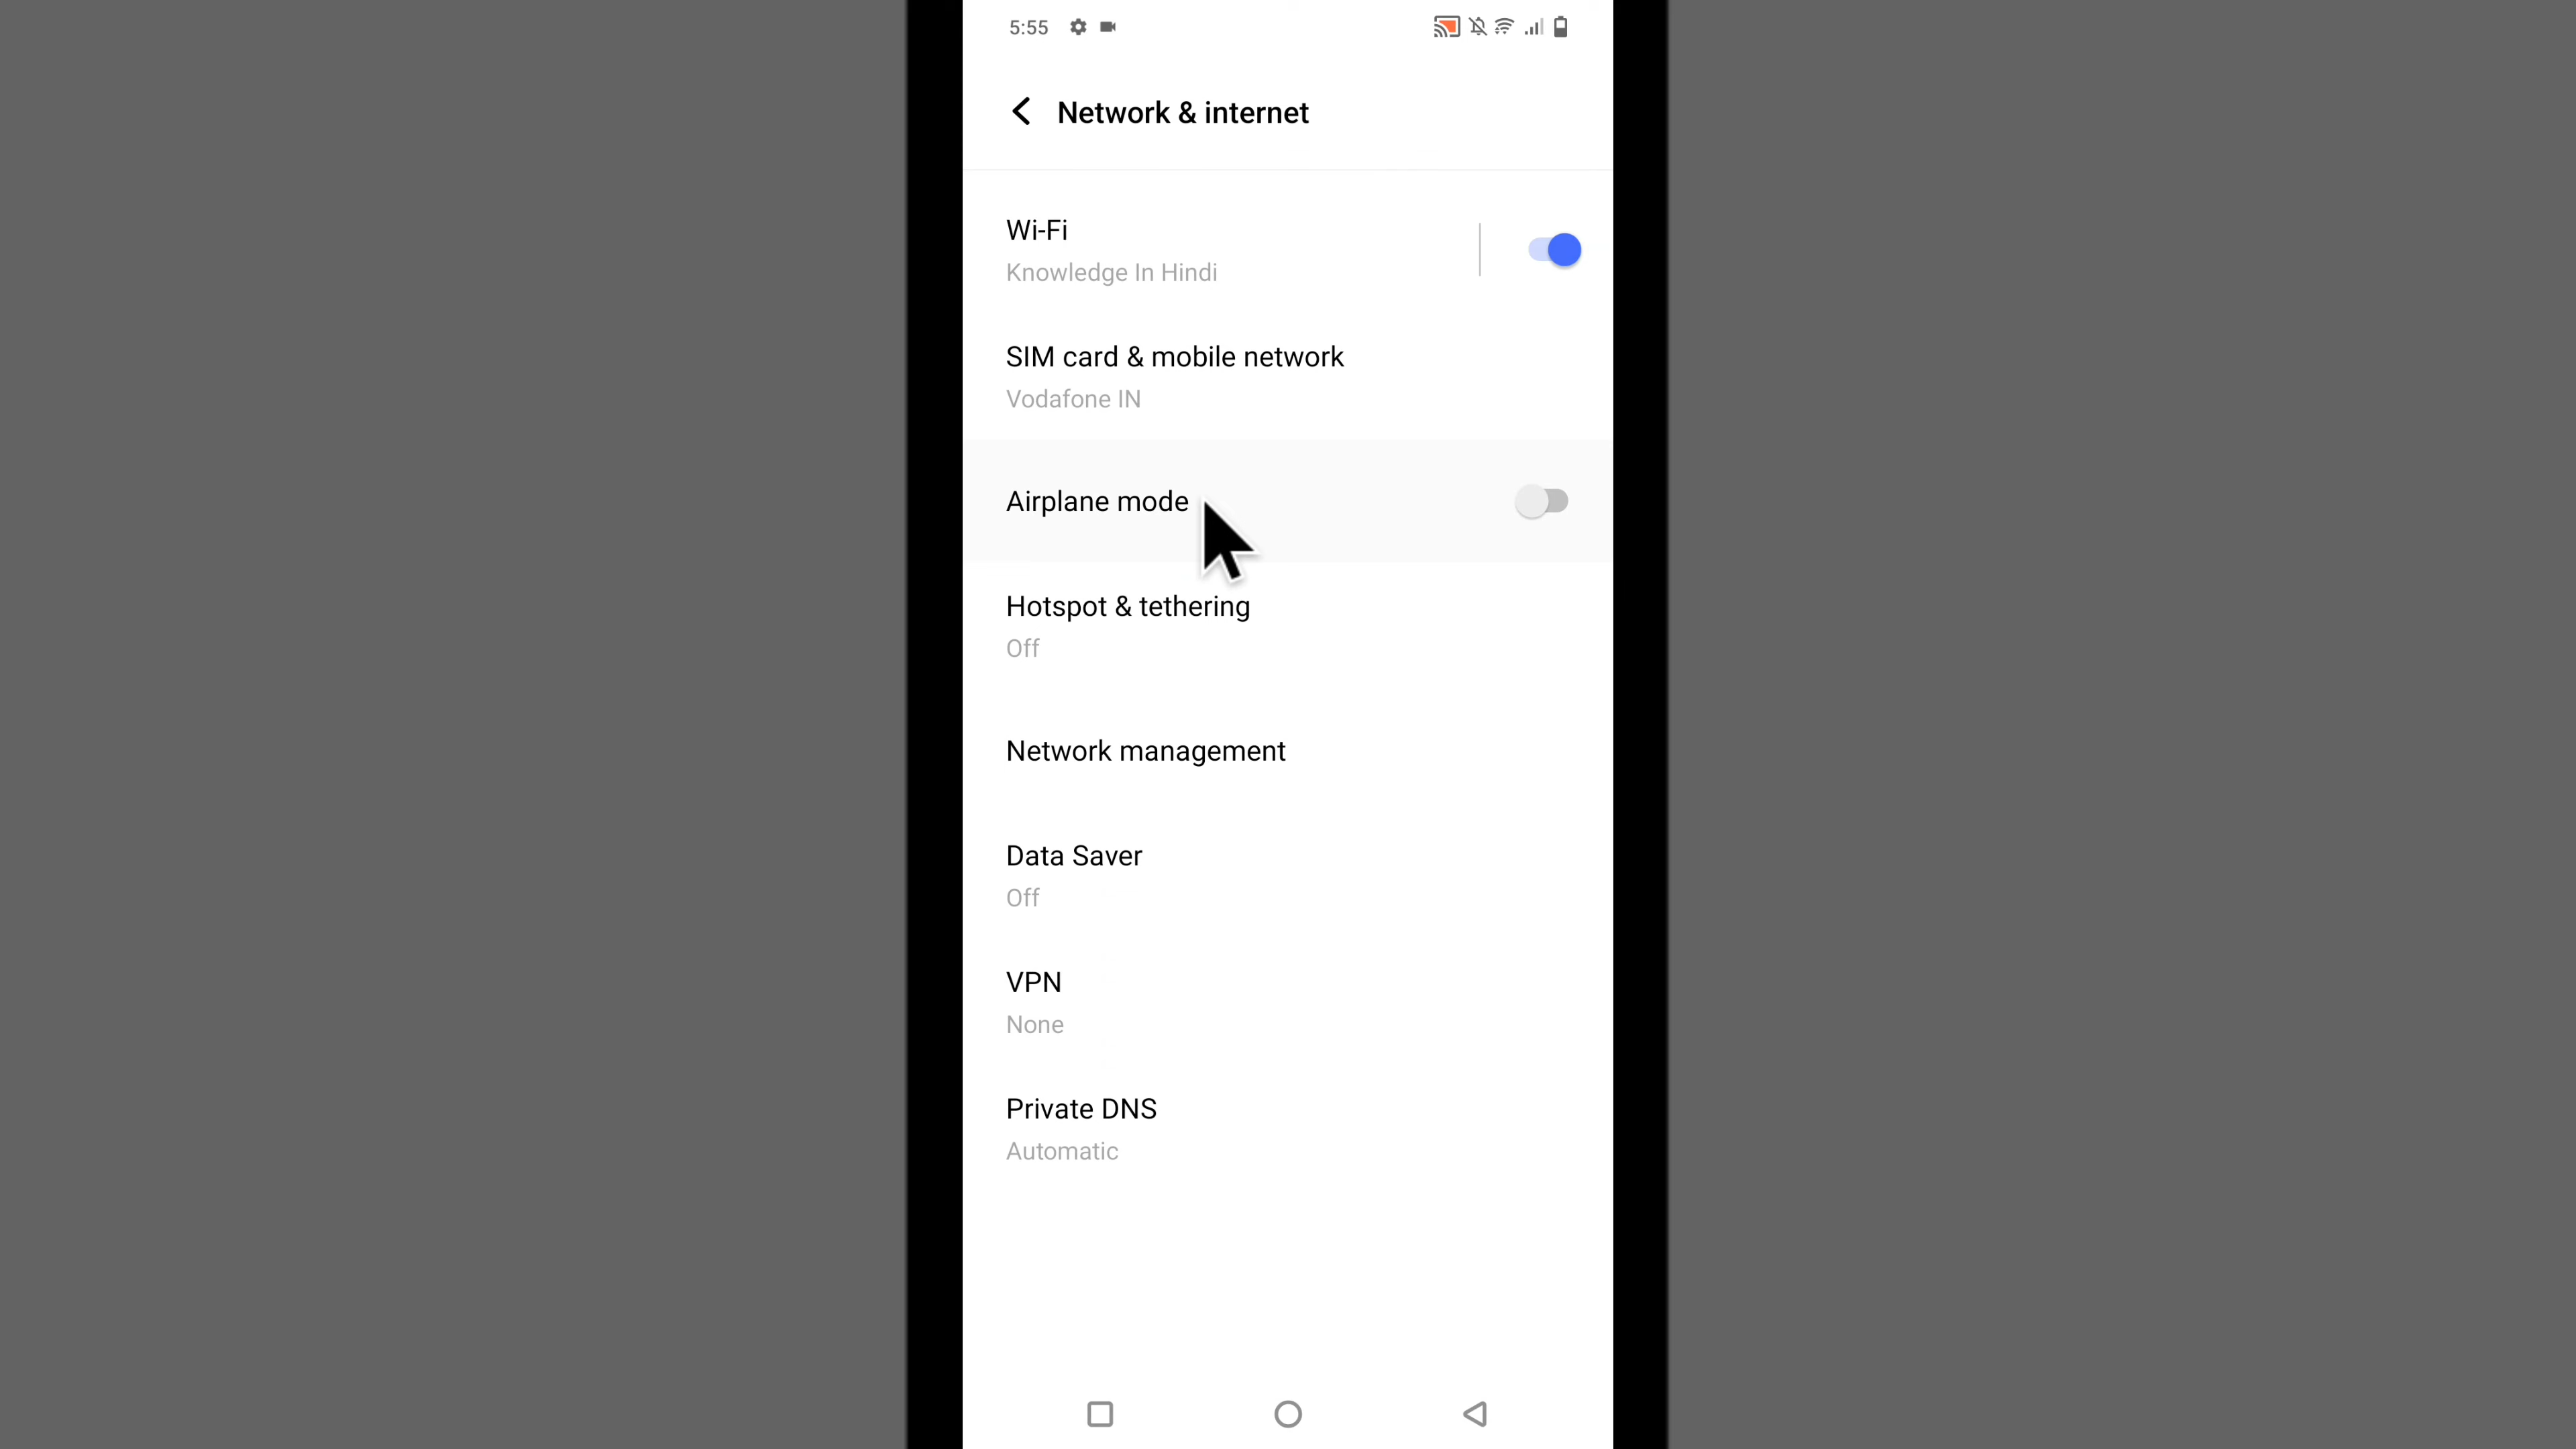 5:55
Network & internet
Wi-Fi
Knowledge In Hindi
SIM card & mobile network
Vodafone IN
Airplane mode
Hotspot & tethering
Off
Network management
Data Saver
Off
VPN
None
Private DNS
Automatic